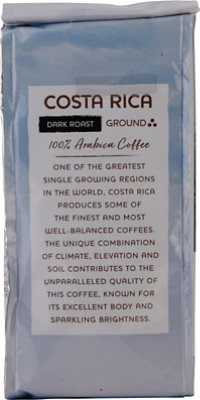 COSTA RICA
DARK ROAST GROUND
100% Arabica Coffee
ONE OF THE GREATEST
SINGLE GROWING REGIONS
IN THE WORLD, COSTA RICA
PRODUCES SOME OF
THE FINEST AND MOST
WELL-BALANCED COFFEES.
THE UNIQUE COMBINATION
OF CLIMATE, ELEVATION AND
SOIL CONTRIBUTES TO THE
UNPARALLELED QUALITY OF
THIS COFFEE, KNOWN FOR
ITS EXCELLENT BODY AND
SPARKLING BRIGHTNESS.